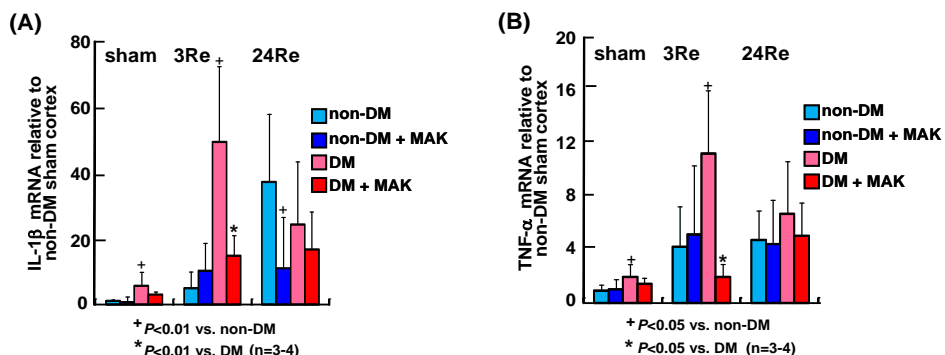 (A)
IL-1β mRNA relative to
non-DM sham cortex
80
60
40
20
0
sham 3Re 24Re
+
+
*
+
non-DM
non-DM + MAK
DM
DM + MAK
+ P<0.01 vs. non-DM
* P<0.01 vs. DM (n=3-4)
(B)
TNF-α mRNA relative to
non-DM sham cortex
20
16
12
8
4
0
sham 3Re 24Re
+
+
*
non-DM
non-DM + MAK
DM
DM + MAK
+ P<0.05 vs. non-DM
* P<0.05 vs. DM (n=3-4)